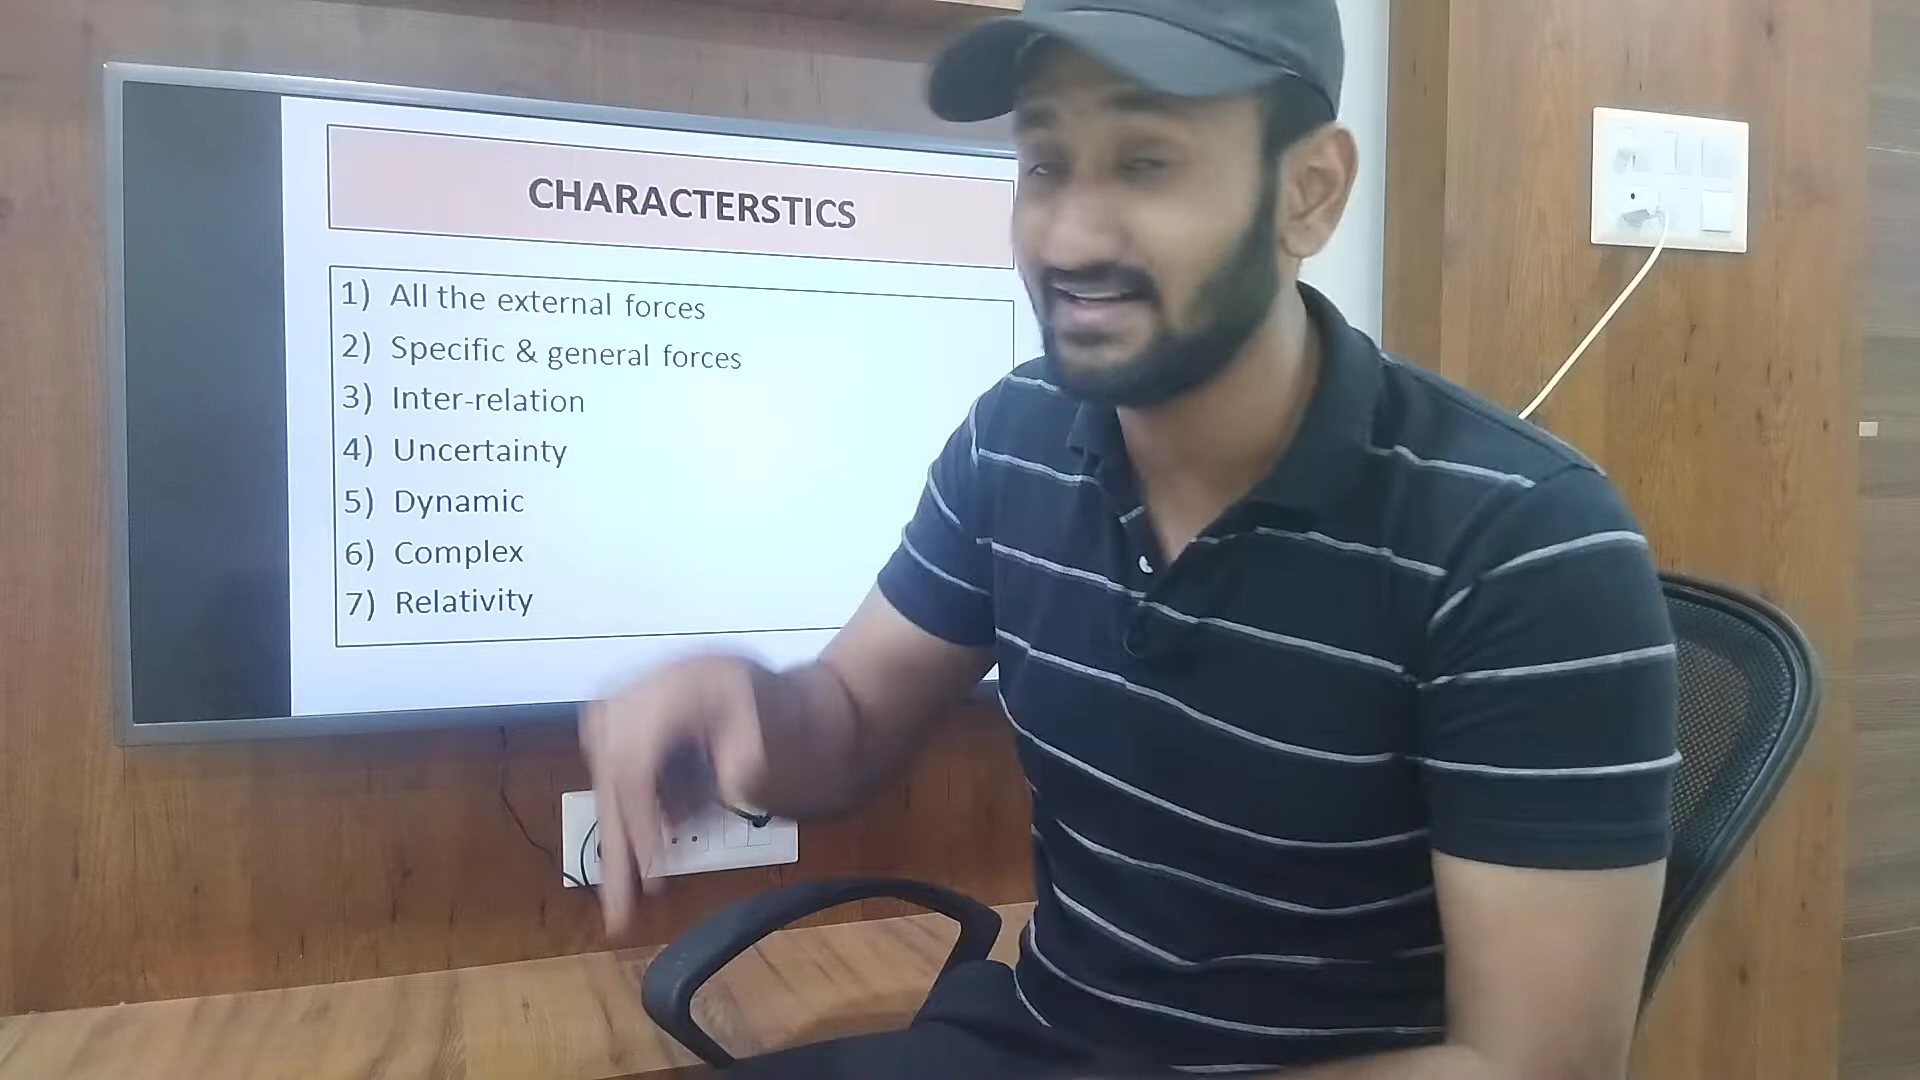 CHARACTERSTICS
1) All the external forces
2) Specific & general forces
3) Inter-relation
4) Uncertainty
5) Dynamic
6) Complex
7) Relativity